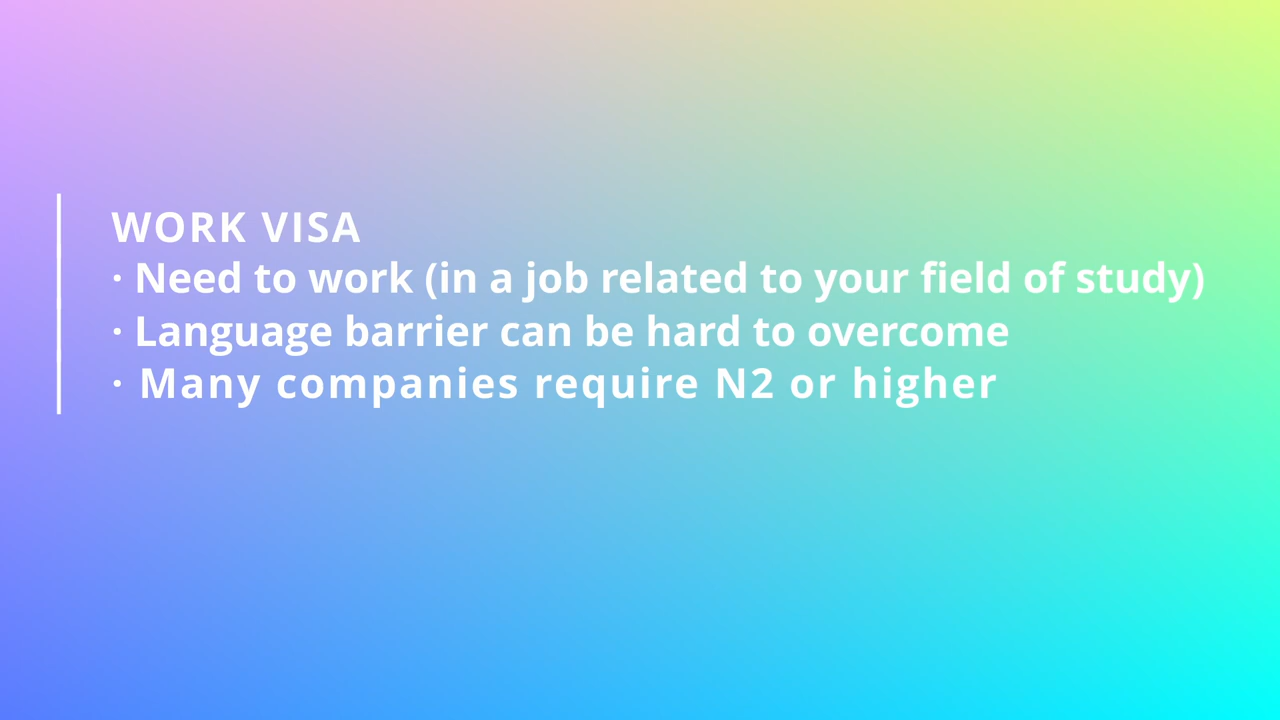 WORK VISA
· Need to work (in a job related to your field of study)
· Language barrier can be hard to overcome
· Many companies require N2 or higher